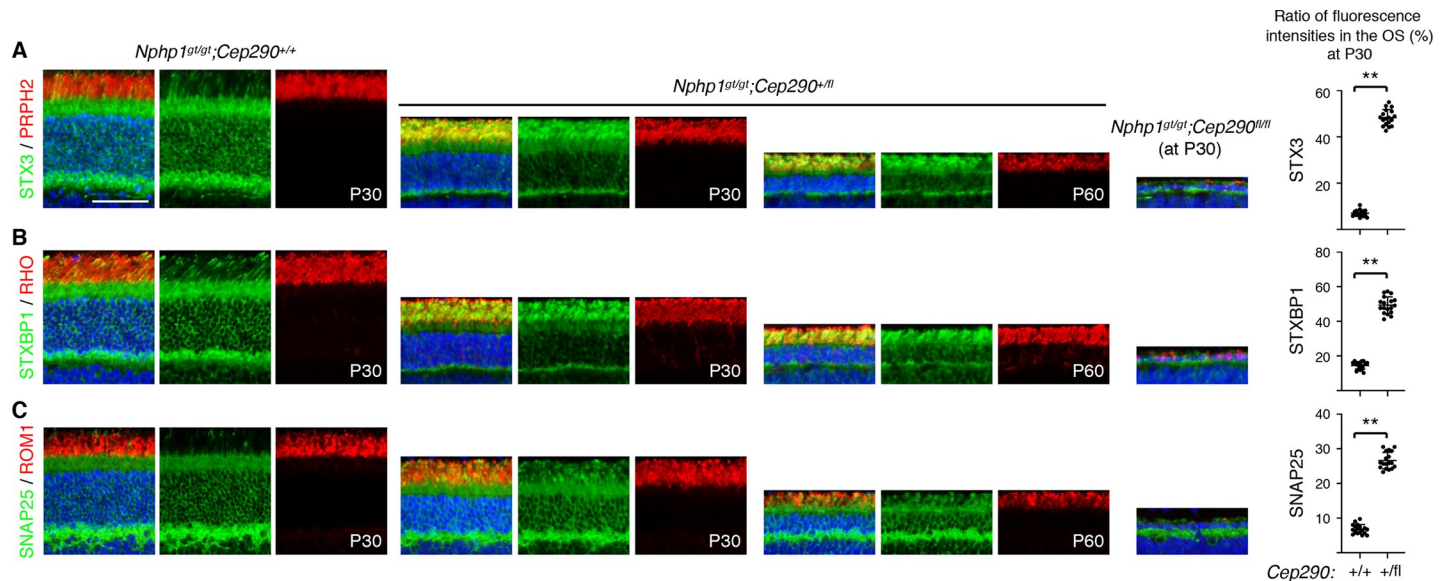 Ratio of fluorescence
intensities in the OS (%)
at P30
A
Nphp1gt/gt;Cep290+/+
Nphp1gt/gt;Cep290+/fl
Nphp1gt/gt;Cep290fl/fl
(at P30)
STX3 / PRPH2
P30
P30
P60
STX3
60
40
20
**
B
STXBP1 / RHO
P30
P30
P60
STXBP1
80
60
40
20
**
C
SNAP25 / ROM1
P30
P30
P60
SNAP25
40
30
20
10
**
Cep290: +/+ +/fl